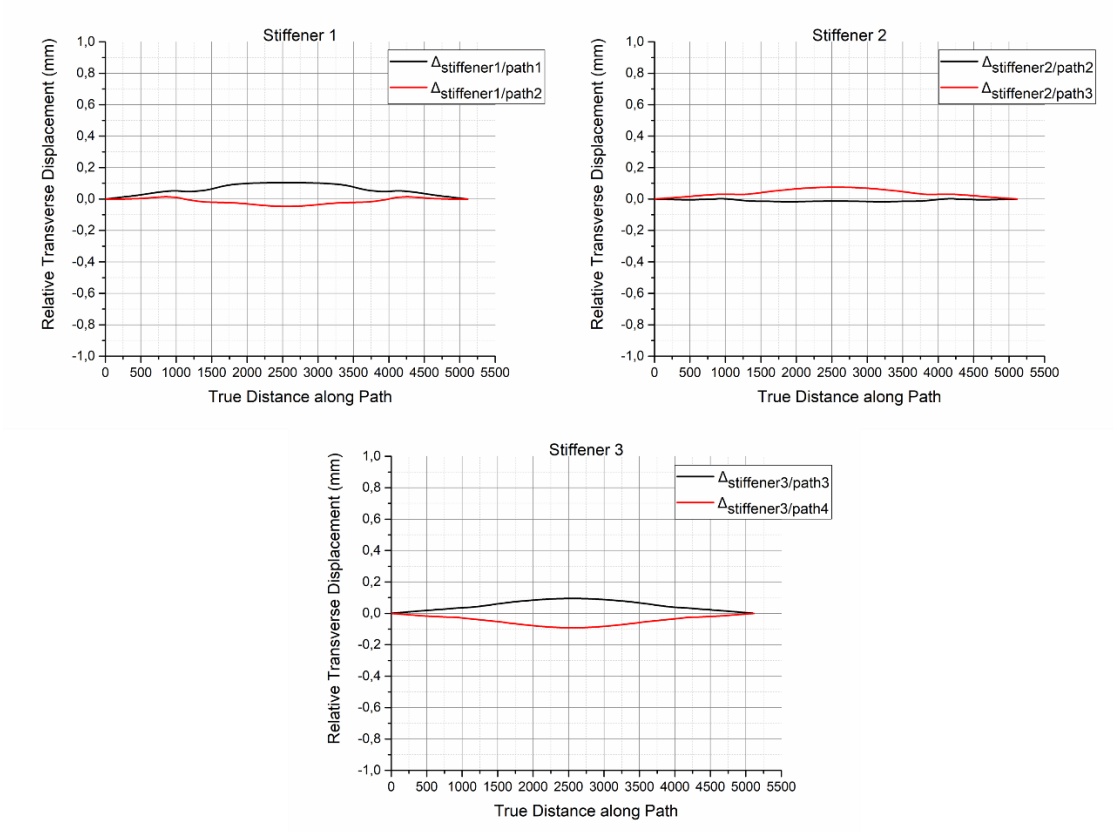 Stiffener 1
Δstiffener1/path1
Δstiffener1/path2
Relative Transverse Displacement (mm)
1,0
0,8
0,6
0,4
0,2
0,0
-0,2
-0,4
-0,6
-0,8
-1,0
0 500 1000 1500 2000 2500 3000 3500 4000 4500 5000 5500
True Distance along Path
Stiffener 2
Δstiffener2/path2
Δstiffener2/path3
Relative Transverse Displacement (mm)
1,0
0,8
0,6
0,4
0,2
0,0
-0,2
-0,4
-0,6
-0,8
-1,0
0 500 1000 1500 2000 2500 3000 3500 4000 4500 5000 5500
True Distance along Path
Stiffener 3
Δstiffener3/path3
Δstiffener3/path4
Relative Transverse Displacement (mm)
1,0
0,8
0,6
0,4
0,2
0,0
-0,2
-0,4
-0,6
-0,8
-1,0
0 500 1000 1500 2000 2500 3000 3500 4000 4500 5000 5500
True Distance along Path